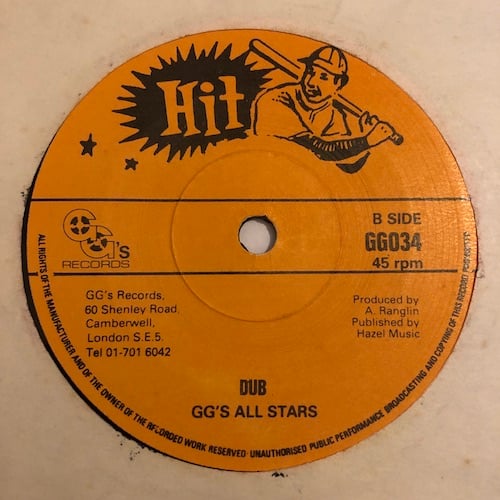 Hit
GG's
RECORDS
B SIDE
GG034
45 rpm
GG's Records,
60 Shenley Road,
Camberwell,
London S.E.5.
Tel 01-701 6042
Produced by
A. Ranglin
Published by
Hazel Music
DUB
GG'S ALL STARS
ALL RIGHTS OF THE MANUFACTURER AND OF THE OWNER OF THE RECORDED WORK RESERVED · UNAUTHORISED PUBLIC PERFORMANCE BROADCASTING AND COPYING OF THIS RECORD